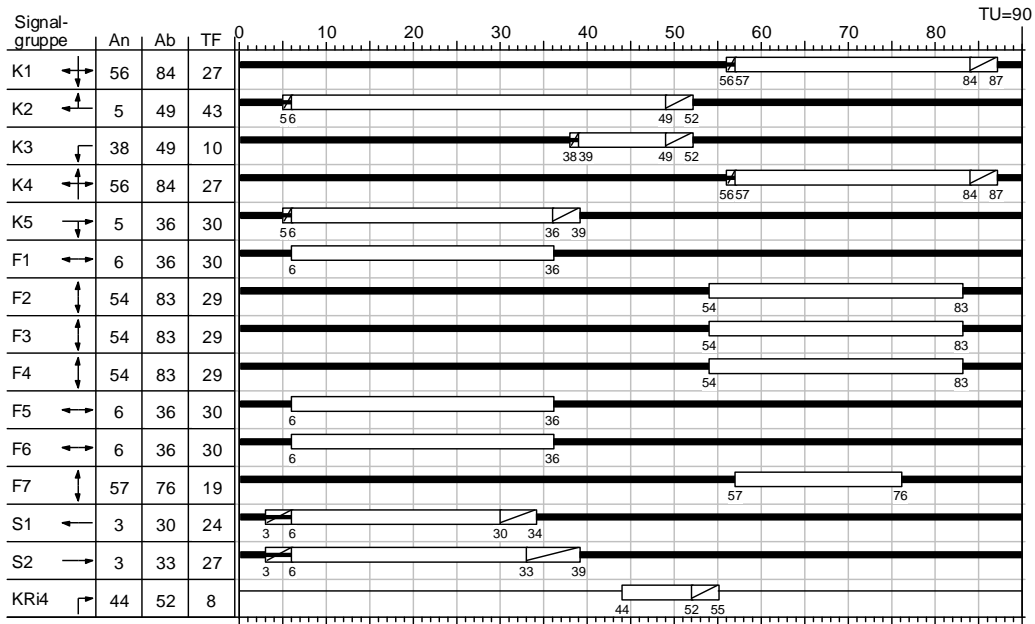 TU=90
Signal-
gruppe An Ab TF 0 10 20 30 40 50 60 70 80
K1 56 84 27
56 57 84 87
K2 5 49 43
5 6 49 52
K3 38 49 10
38 39 49 52
K4 56 84 27
56 57 84 87
K5 5 36 30
5 6 36 39
F1 6 36 30
6 36
F2 54 83 29
54 83
F3 54 83 29
54 83
F4 54 83 29
54 83
F5 6 36 30
6 36
F6 6 36 30
6 36
F7 57 76 19
57 76
S1 3 30 24
3 6 30 34
S2 3 33 27
3 6 33 39
KRi4 44 52 8
44 52 55